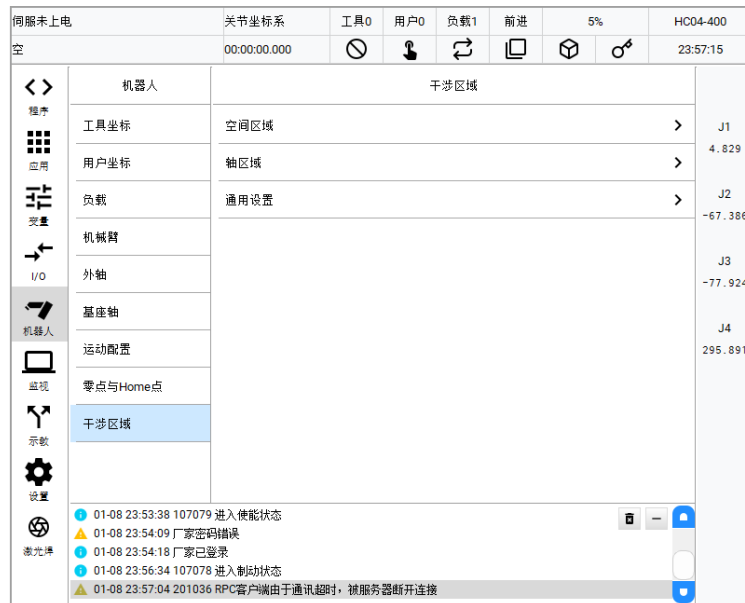 伺服未上电 关节坐标系 工具0 用户0 负载1 前进 5% HC04-400
空 00:00:00.000 23:57:15
机器人 干涉区域
程序
应用
变量
I/O
机器人
监视
示教
设置
激光焊
工具坐标
用户坐标
负载
机械臂
外轴
基座轴
运动配置
零点与Home点
干涉区域
空间区域
轴区域
通用设置
J1
4.829
J2
-67.386
J3
-77.924
J4
295.891
01-08 23:53:38 107079 进入使能状态
01-08 23:54:09 厂家密码错误
01-08 23:54:18 厂家已登录
01-08 23:56:34 107078 进入制动状态
01-08 23:57:04 201036 RPC客户端由于通讯超时，被服务器断开连接